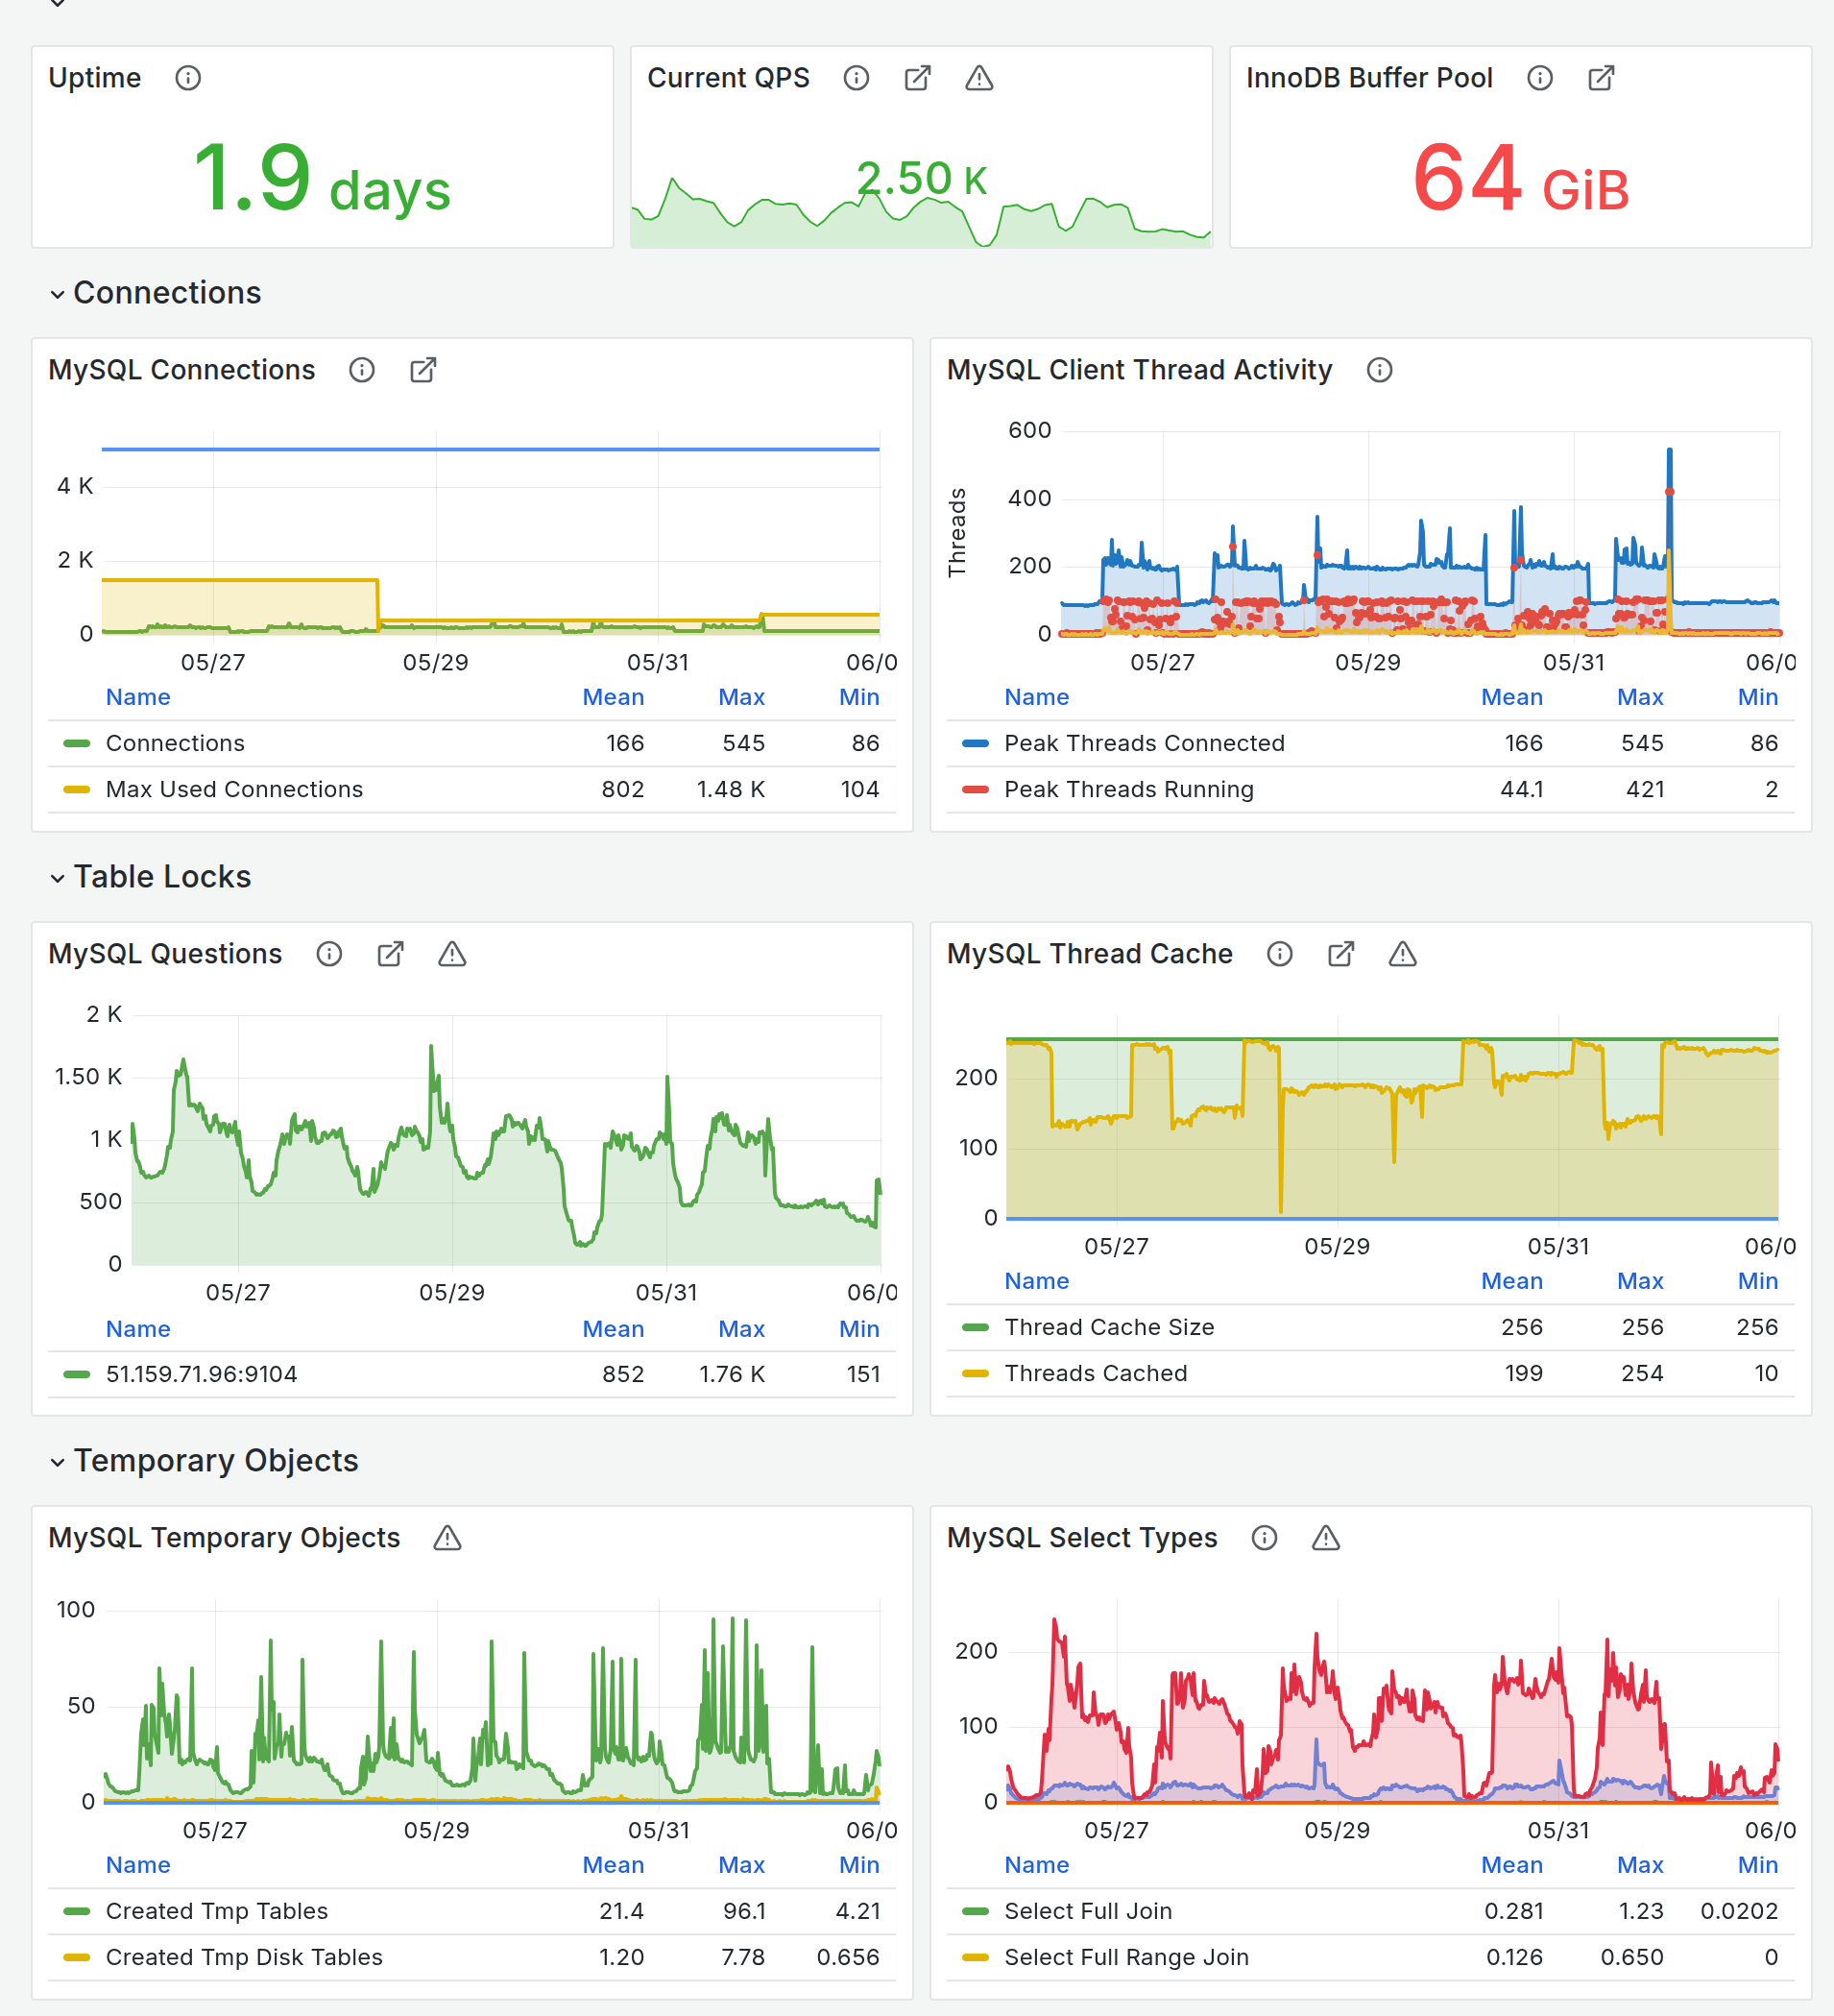 Uptime
1.9 days
Current QPS
2.50 K
InnoDB Buffer Pool
64 GiB
Connections
MySQL Connections
4 K
2 K
0
05/27 05/29 05/31 06/0
Name Mean Max Min
Connections 166 545 86
Max Used Connections 802 1.48 K 104
MySQL Client Thread Activity
Threads
600
400
200
0
05/27 05/29 05/31 06/0
Name Mean Max Min
Peak Threads Connected 166 545 86
Peak Threads Running 44.1 421 2
Table Locks
MySQL Questions
2 K
1.50 K
1 K
500
0
05/27 05/29 05/31 06/0
Name Mean Max Min
51.159.71.96:9104 852 1.76 K 151
MySQL Thread Cache
200
100
0
05/27 05/29 05/31 06/0
Name Mean Max Min
Thread Cache Size 256 256 256
Threads Cached 199 254 10
Temporary Objects
MySQL Temporary Objects
100
50
0
05/27 05/29 05/31 06/0
Name Mean Max Min
Created Tmp Tables 21.4 96.1 4.21
Created Tmp Disk Tables 1.20 7.78 0.656
MySQL Select Types
200
100
0
05/27 05/29 05/31 06/0
Name Mean Max Min
Select Full Join 0.281 1.23 0.0202
Select Full Range Join 0.126 0.650 0